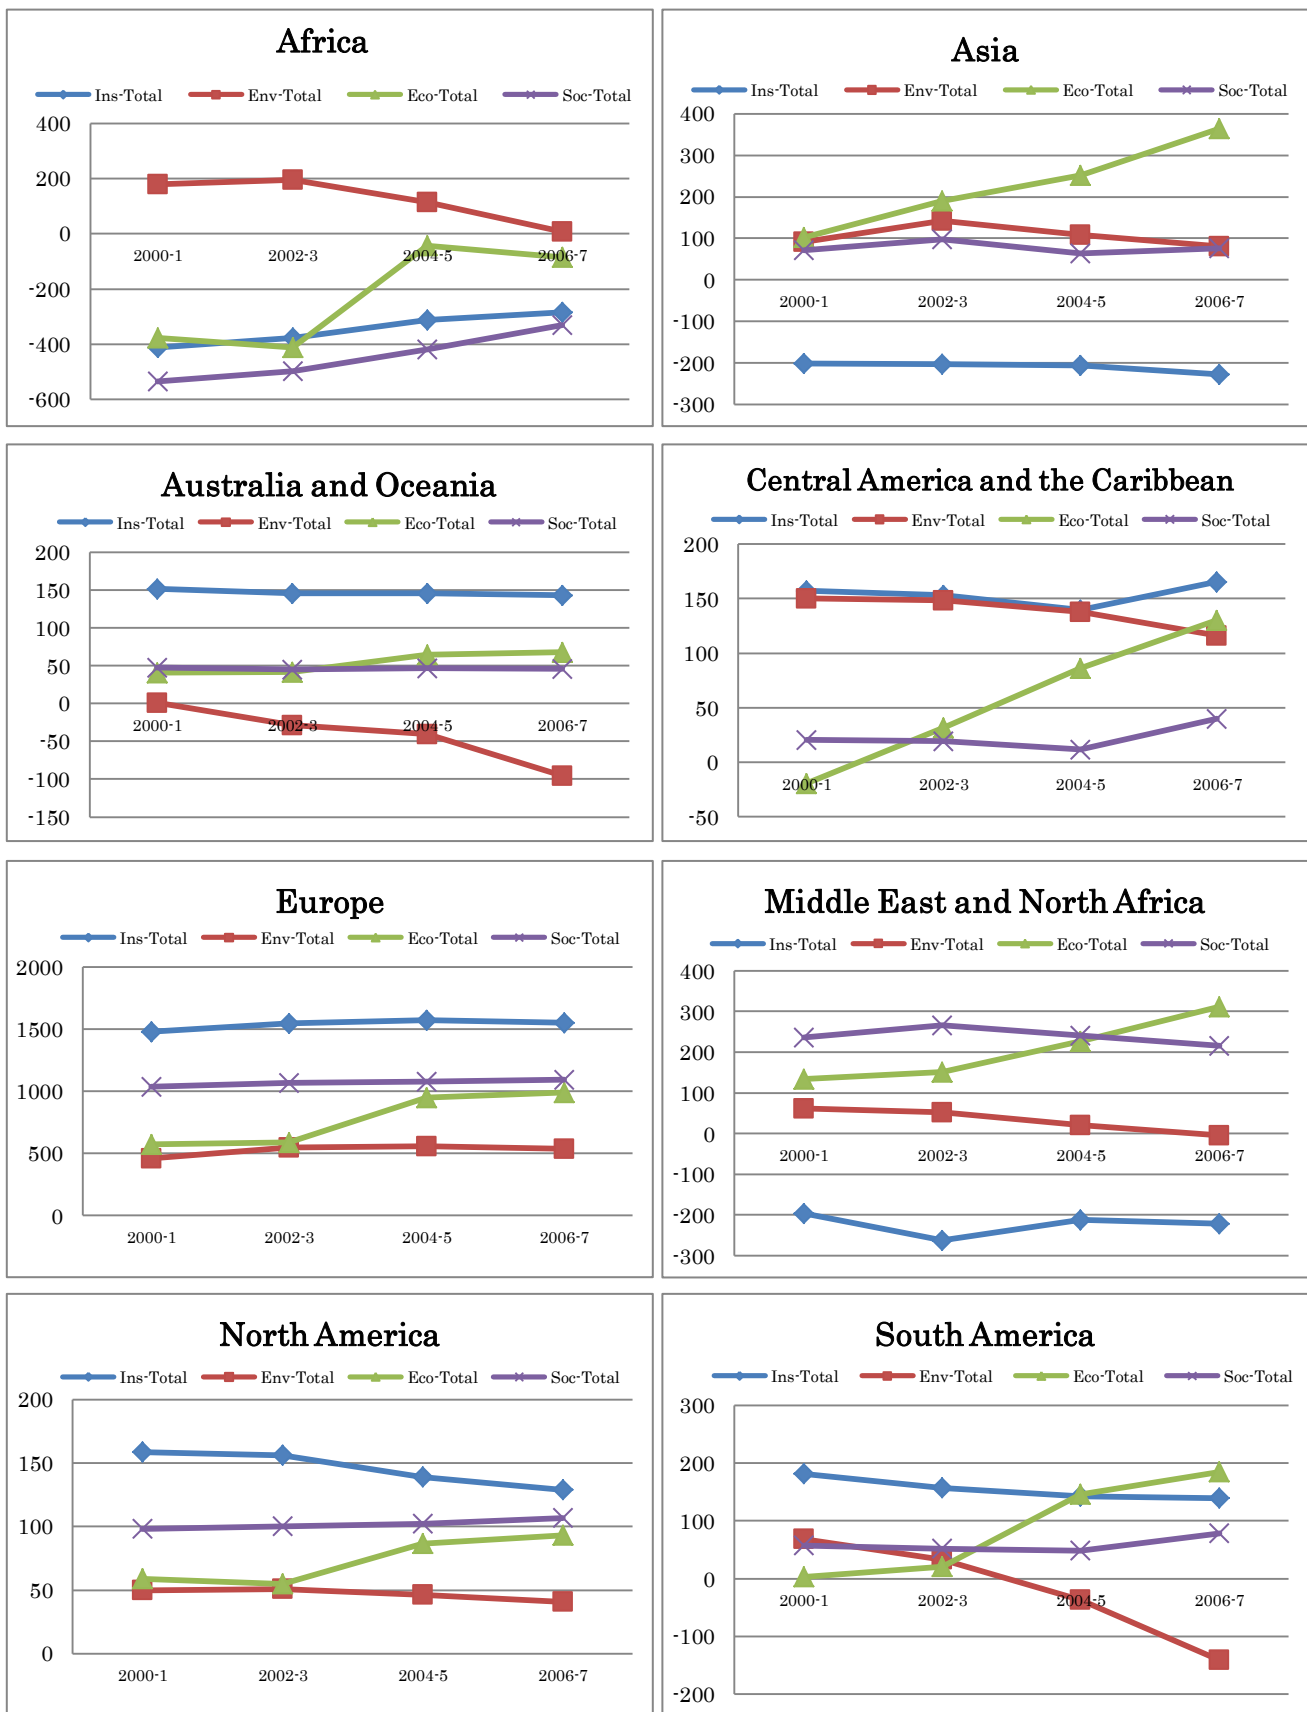 Africa
Ins-Total Env-Total Eco-Total Soc-Total
400
200
0
2000-1 2002-3 2004-5 2006-7
-200
-400
-600
Asia
Ins-Total Env-Total Eco-Total Soc-Total
400
300
200
100
0
2000-1 2002-3 2004-5 2006-7
-100
-200
-300
Australia and Oceania
Ins-Total Env-Total Eco-Total Soc-Total
200
150
100
50
0
2000-1 2002-3 2004-5 2006-7
-50
-100
-150
Central America and the Caribbean
Ins-Total Env-Total Eco-Total Soc-Total
200
150
100
50
0
2000-1 2002-3 2004-5 2006-7
-50
Europe
Ins-Total Env-Total Eco-Total Soc-Total
2000
1500
1000
500
0
2000-1 2002-3 2004-5 2006-7
Middle East and North Africa
Ins-Total Env-Total Eco-Total Soc-Total
400
300
200
100
0
2000-1 2002-3 2004-5 2006-7
-100
-200
-300
North America
Ins-Total Env-Total Eco-Total Soc-Total
200
150
100
50
0
2000-1 2002-3 2004-5 2006-7
South America
Ins-Total Env-Total Eco-Total Soc-Total
300
200
100
0
2000-1 2002-3 2004-5 2006-7
-100
-200